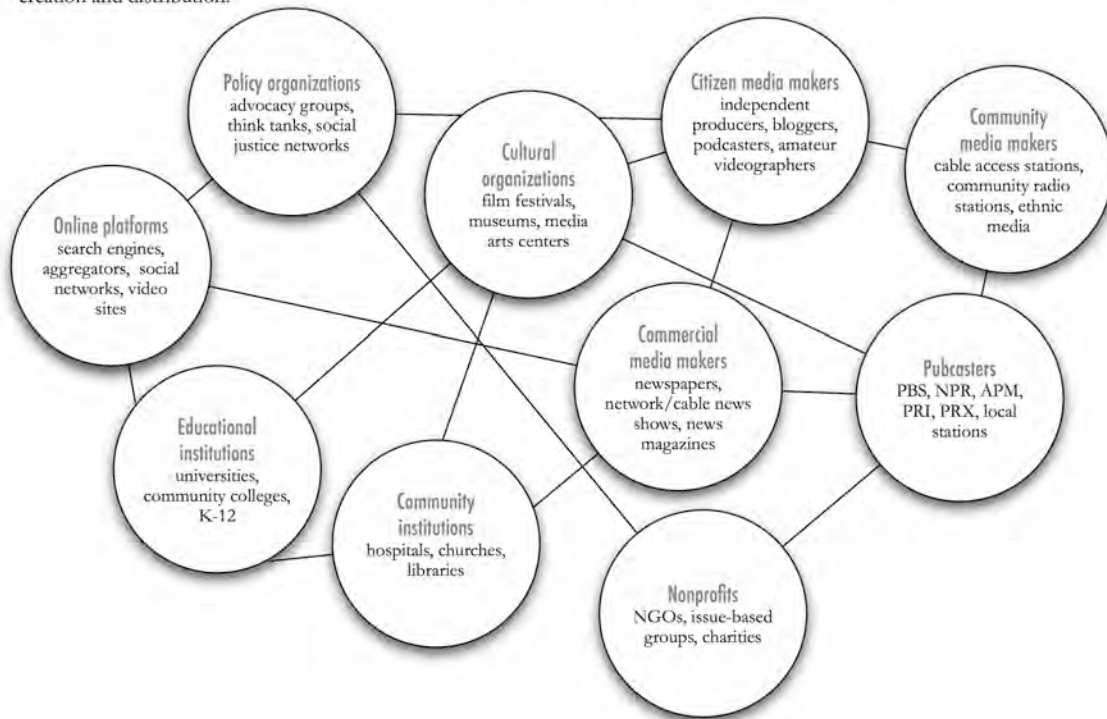 creation and distribution.
Policy organizations
advocacy groups,
think tanks, social
justice networks
Citizen media makers
independent
producers, bloggers,
podcasters, amateur
videographers
Community
media makers
cable access stations,
community radio
stations, ethnic
media
Cultural
organizations
film festivals,
museums, media
arts centers
Online platforms
search engines,
aggregators, social
networks, video
sites
Commercial
media makers
newspapers,
network/cable news
shows, news
magazines
Pubcasters
PBS, NPR, APM,
PRI, PRX, local
stations
Educational
institutions
universities,
community colleges,
K-12
Community
institutions
hospitals, churches,
libraries
Nonprofits
NGOs, issue-based
groups, charities